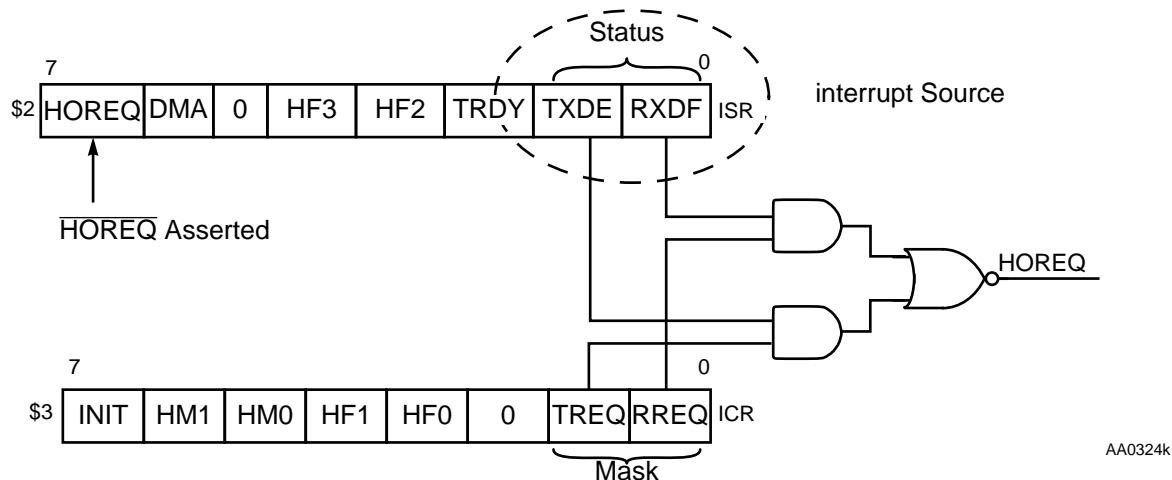 Status
7 0
$2 HOREQ DMA 0 HF3 HF2 TRDY TXDE RXDF ISR
interrupt Source
HOREQ Asserted
HOREQ
7 0
$3 INIT HM1 HM0 HF1 HF0 0 TREQ RREQ ICR
Mask
AA0324k